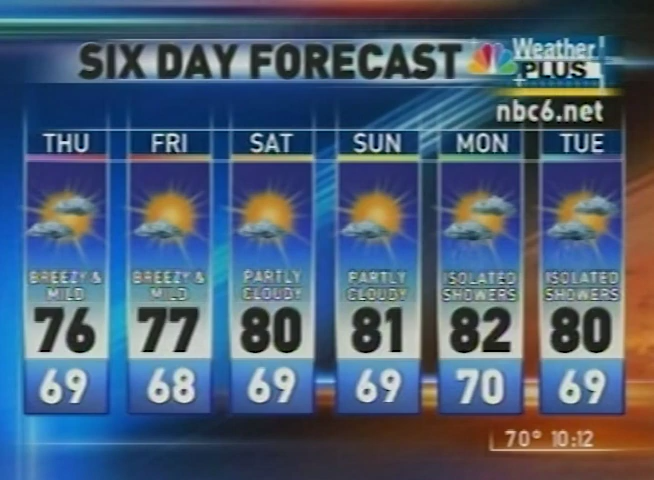 SIX DAY FORECAST
Weather
PLUS
nbc6.net
THU FRI SAT SUN MON TUE
BREEZY & MILD BREEZY & MILD PARTLY CLOUDY PARTLY CLOUDY ISOLATED SHOWERS ISOLATED SHOWERS
76 77 80 81 82 80
69 68 69 69 70 69
70° 10:12